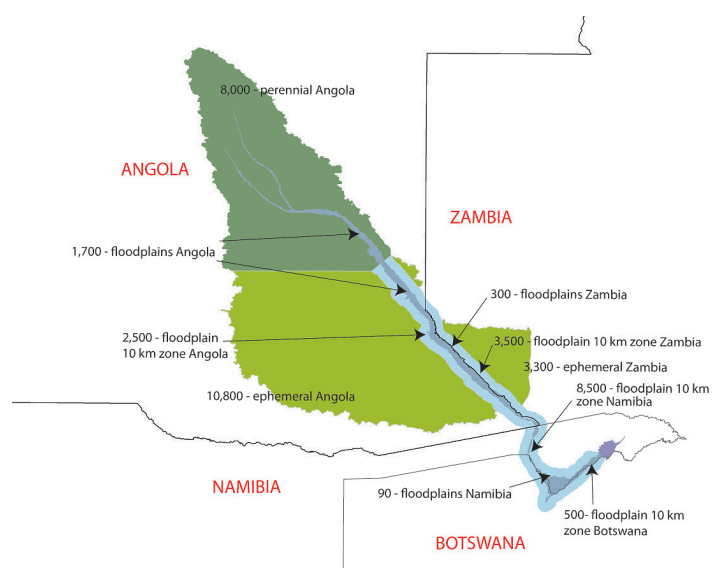 8,000 - perennial Angola
ANGOLA
ZAMBIA
1,700 - floodplains Angola
300 - floodplains Zambia
2,500 - floodplain
10 km zone Angola
3,500 - floodplain 10 km zone Zambia
3,300 - ephemeral Zambia
10,800 - ephemeral Angola
8,500 - floodplain 10 km
zone Namibia
NAMIBIA
90 - floodplains Namibia
500- floodplain 10 km
zone Botswana
BOTSWANA